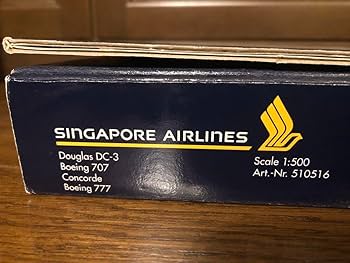 SINGAPORE AIRLINES
Douglas DC-3
Boeing 707
Concorde
Boeing 777
Scale 1:500
Art.-Nr. 510516